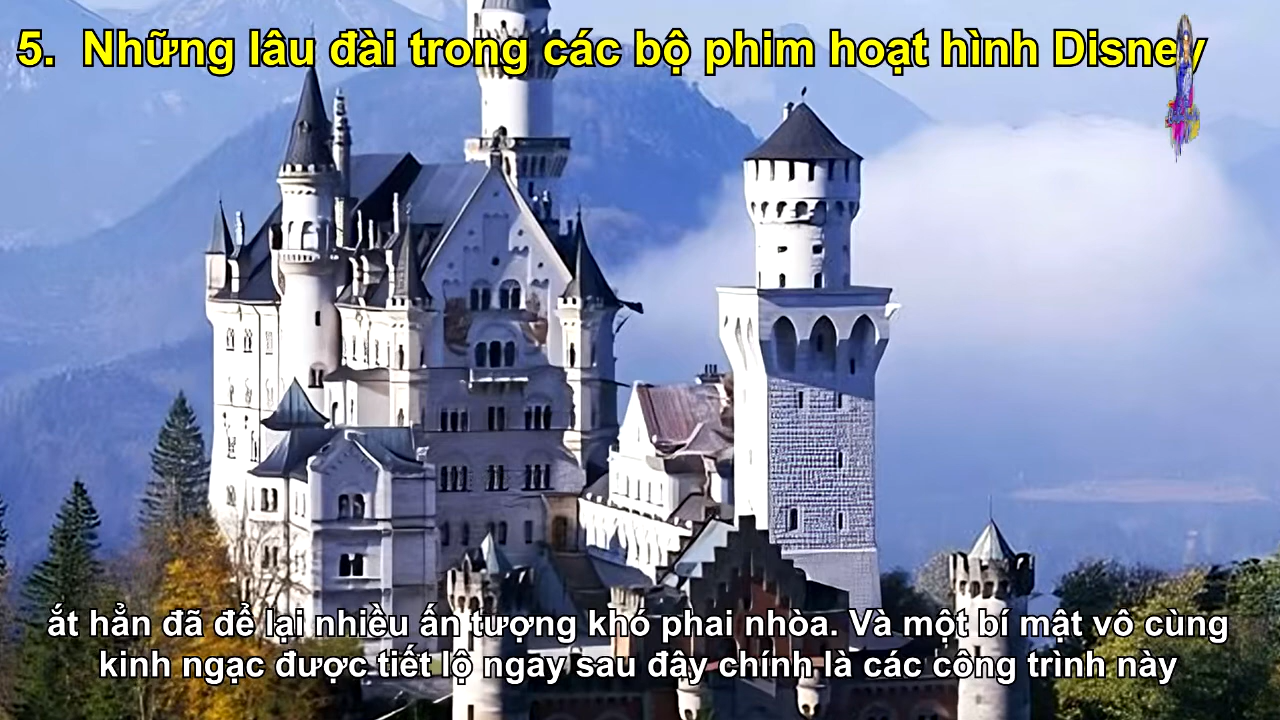 5. Những lâu đài trong các bộ phim hoạt hình Disney
ắt hẳn đã để lại nhiều ấn tượng khó phai nhòa. Và một bí mật vô cùng
kinh ngạc được tiết lộ ngay sau đây chính là các công trình này